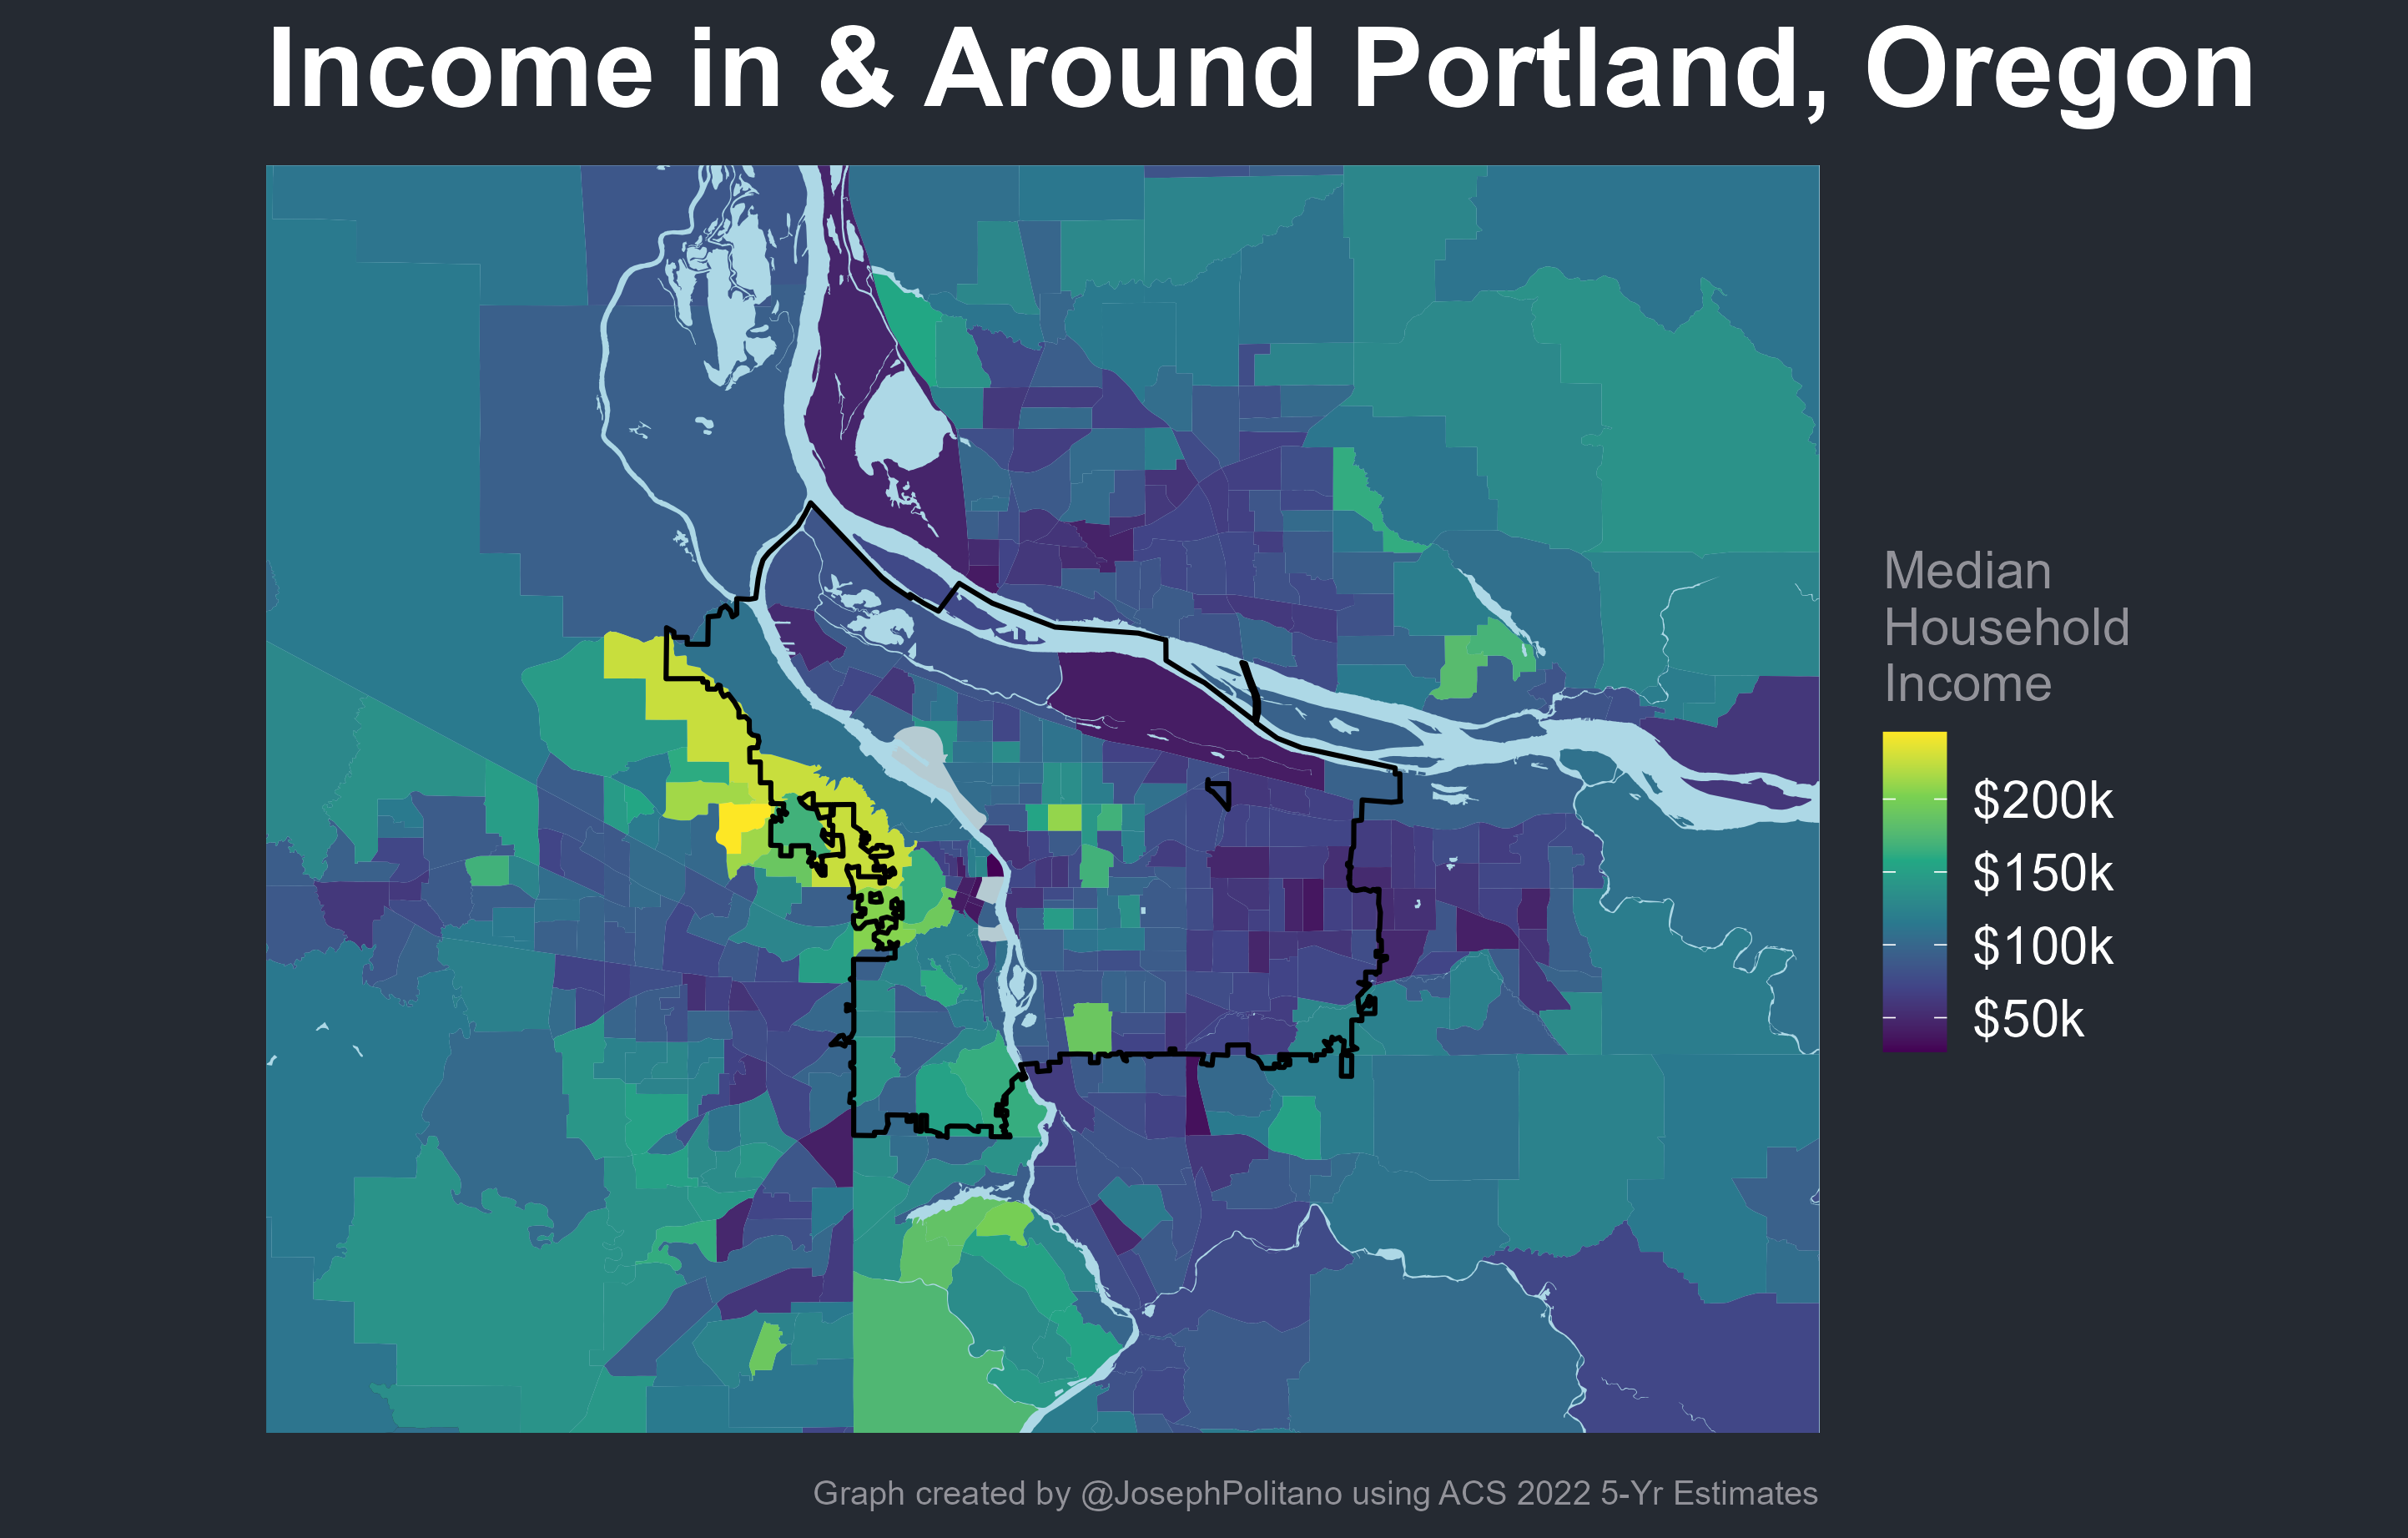 Income in & Around Portland, Oregon
Median
Household
Income
$200k
$150k
$100k
$50k
Graph created by @JosephPolitano using ACS 2022 5-Yr Estimates